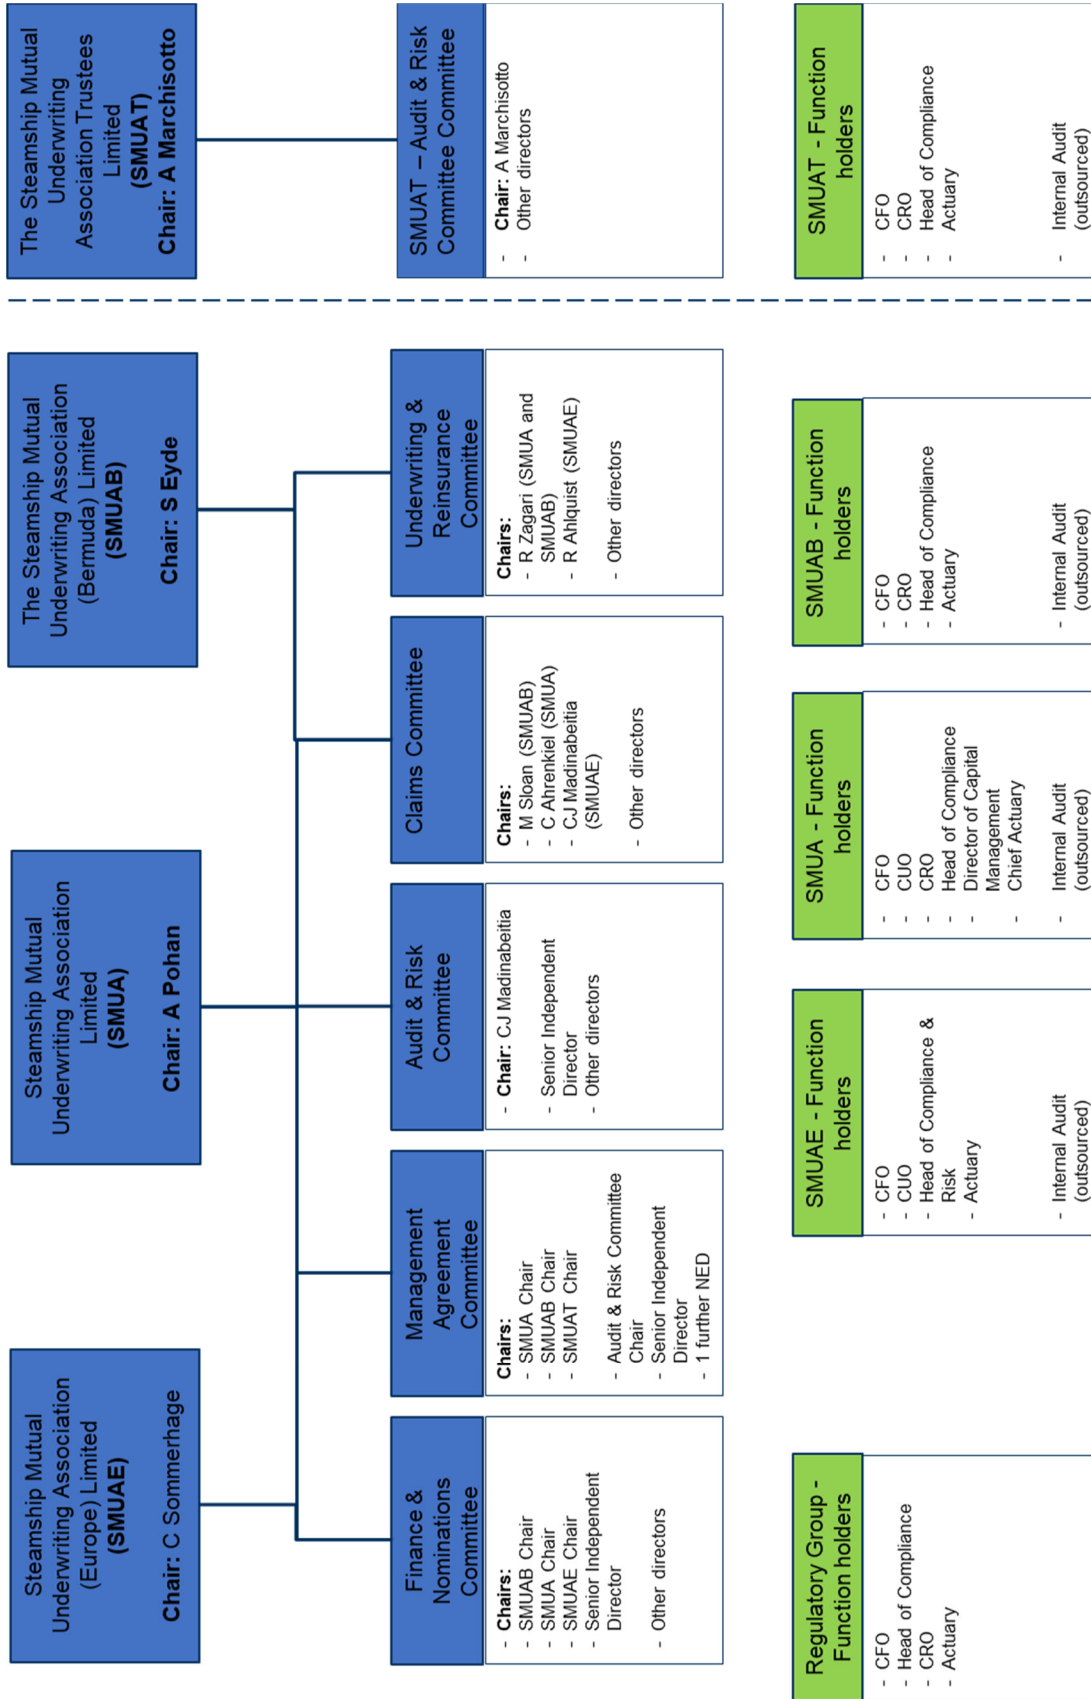 Steamship Mutual
Underwriting Association
(Europe) Limited
(SMUAE)
Chair: C Sommerhage
Steamship Mutual
Underwriting Association
Limited
(SMUA)
Chair: A Pohan
The Steamship Mutual
Underwriting Association
(Bermuda) Limited
(SMUAB)
Chair: S Eyde
The Steamship Mutual
Underwriting
Association Trustees
Limited
(SMUAT)
Chair: A Marchisotto
Finance &
Nominations
Committee
- Chairs:
- SMUAB Chair
- SMUA Chair
- SMUAE Chair
- Senior Independent
Director
- Other directors
Management
Agreement
Committee
Chairs:
- SMUA Chair
- SMUAB Chair
- SMUAT Chair
- Audit & Risk Committee
Chair
- Senior Independent
Director
- 1 further NED
Audit & Risk
Committee
- Chair: CJ Madinabeitia
- Senior Independent
Director
- Other directors
Claims Committee
Chairs:
- M Sloan (SMUAB)
- C Ahrenkiel (SMUA)
- CJ Madinabeitia
(SMUAE)
- Other directors
Underwriting &
Reinsurance
Committee
Chairs:
- R Zagari (SMUA and
SMUAB)
- R Ahlquist (SMUAE)
- Other directors
SMUAT – Audit & Risk
Committee Committee
- Chair: A Marchisotto
- Other directors
Regulatory Group -
Function holders
- CFO
- Head of Compliance
- CRO
- Actuary
SMUAE - Function
holders
- CFO
- CUO
- Head of Compliance &
Risk
- Actuary
- Internal Audit
(outsourced)
SMUA - Function
holders
- CFO
- CUO
- CRO
- Head of Compliance
- Director of Capital
Management
- Chief Actuary
- Internal Audit
(outsourced)
SMUAB - Function
holders
- CFO
- CRO
- Head of Compliance
- Actuary
- Internal Audit
(outsourced)
SMUAT - Function
holders
- CFO
- CRO
- Head of Compliance
- Actuary
- Internal Audit
(outsourced)